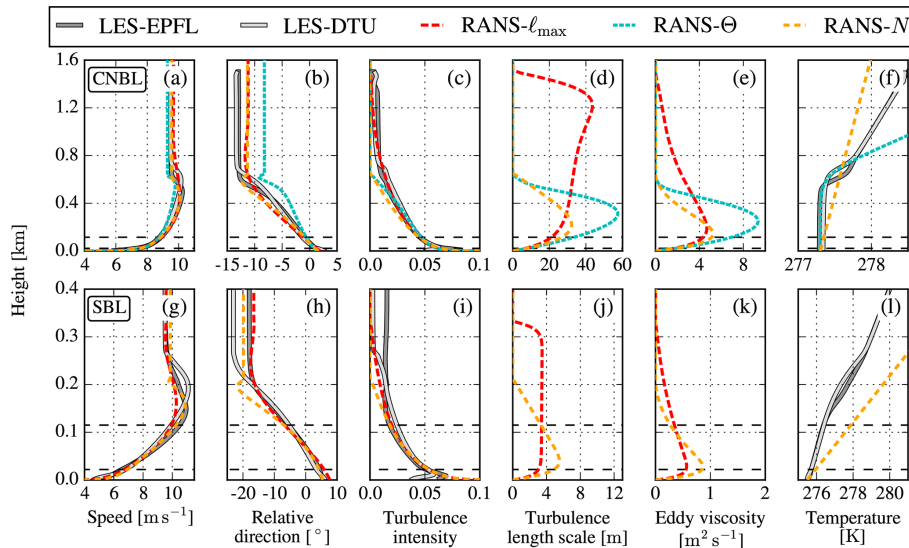 LES-EPFL LES-DTU RANS-ℓmax RANS-Θ RANS-N
CNBL (a) (b) (c) (d) (e) (f)
1.6
1.2
0.8
0.4
0.0
4 6 8 10 -15 -10 -5 0 5 0.0 0.05 0.1 0 20 40 60 0 4 8 277 278
Height [km]
SBL (g) (h) (i) (j) (k) (l)
0.4
0.3
0.2
0.1
0.0
4 6 8 10 -20 -10 0 10 0.0 0.05 0.1 0 4 8 12 0 1 2 276 278 280
Speed [m s⁻¹] Relative Turbulence Turbulence Eddy viscosity Temperature
direction [°] intensity length scale [m] [m² s⁻¹] [K]